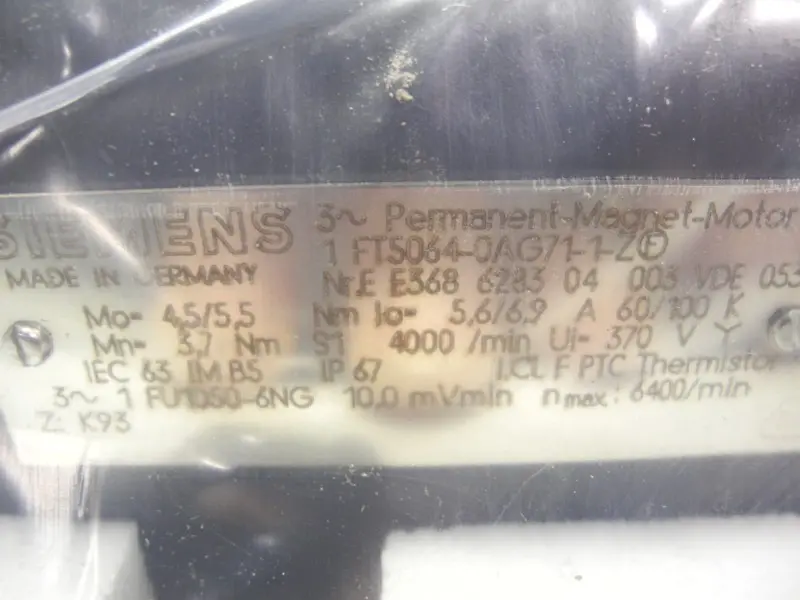 SIEMENS
MADE IN GERMANY
3~ Permanent-Magnet-Motor
1 FT5064-0AG71-1-Z
Nr.E E368 6283 04 003 VDE 053
Mo= 4,5/5,5 Nm Io= 5,6/6,9 A 60/100 K
Mn= 3,7 Nm S1 4000 /min Ui= 370 V Y
IEC 63 IM B5 IP 67 I.CL F PTC Thermistor
3~ 1 FU1050-6NG 10.0 mVmin nmax: 6400/min
Z: K93